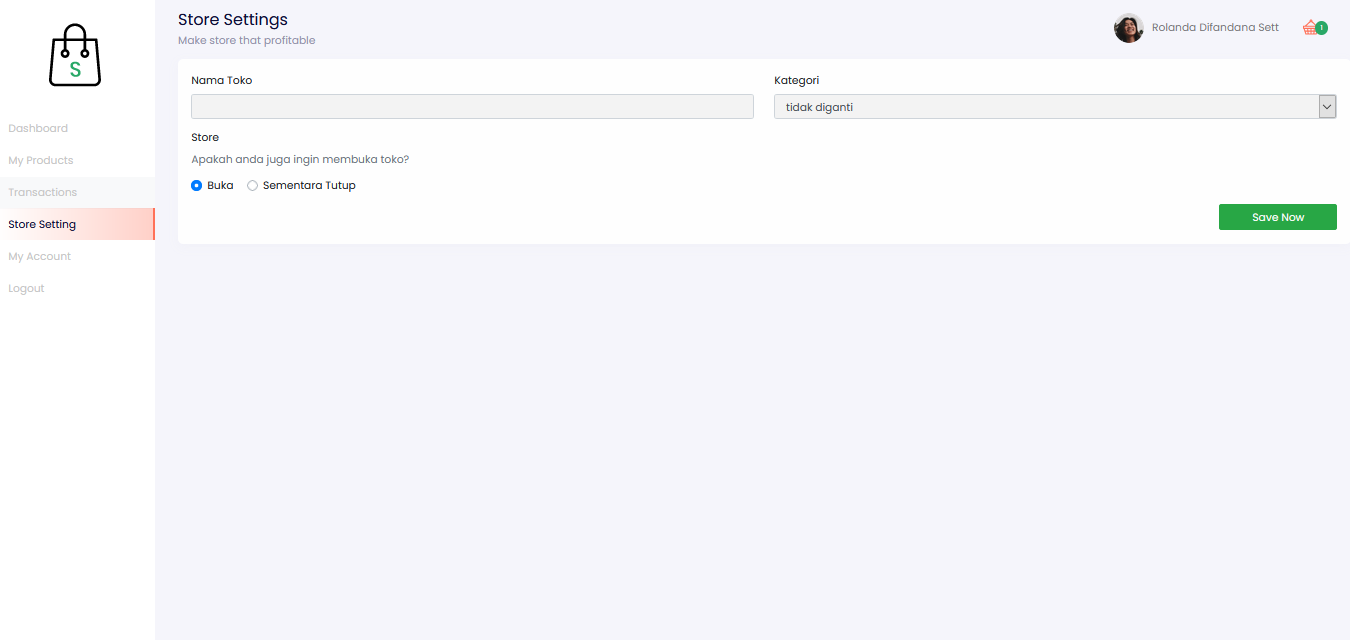 S
Dashboard
My Products
Transactions
Store Setting
My Account
Logout
Store Settings
Make store that profitable
Rolanda Difandana Sett
1
Nama Toko
Kategori
tidak diganti
Store
Apakah anda juga ingin membuka toko?
Buka
Sementara Tutup
Save Now